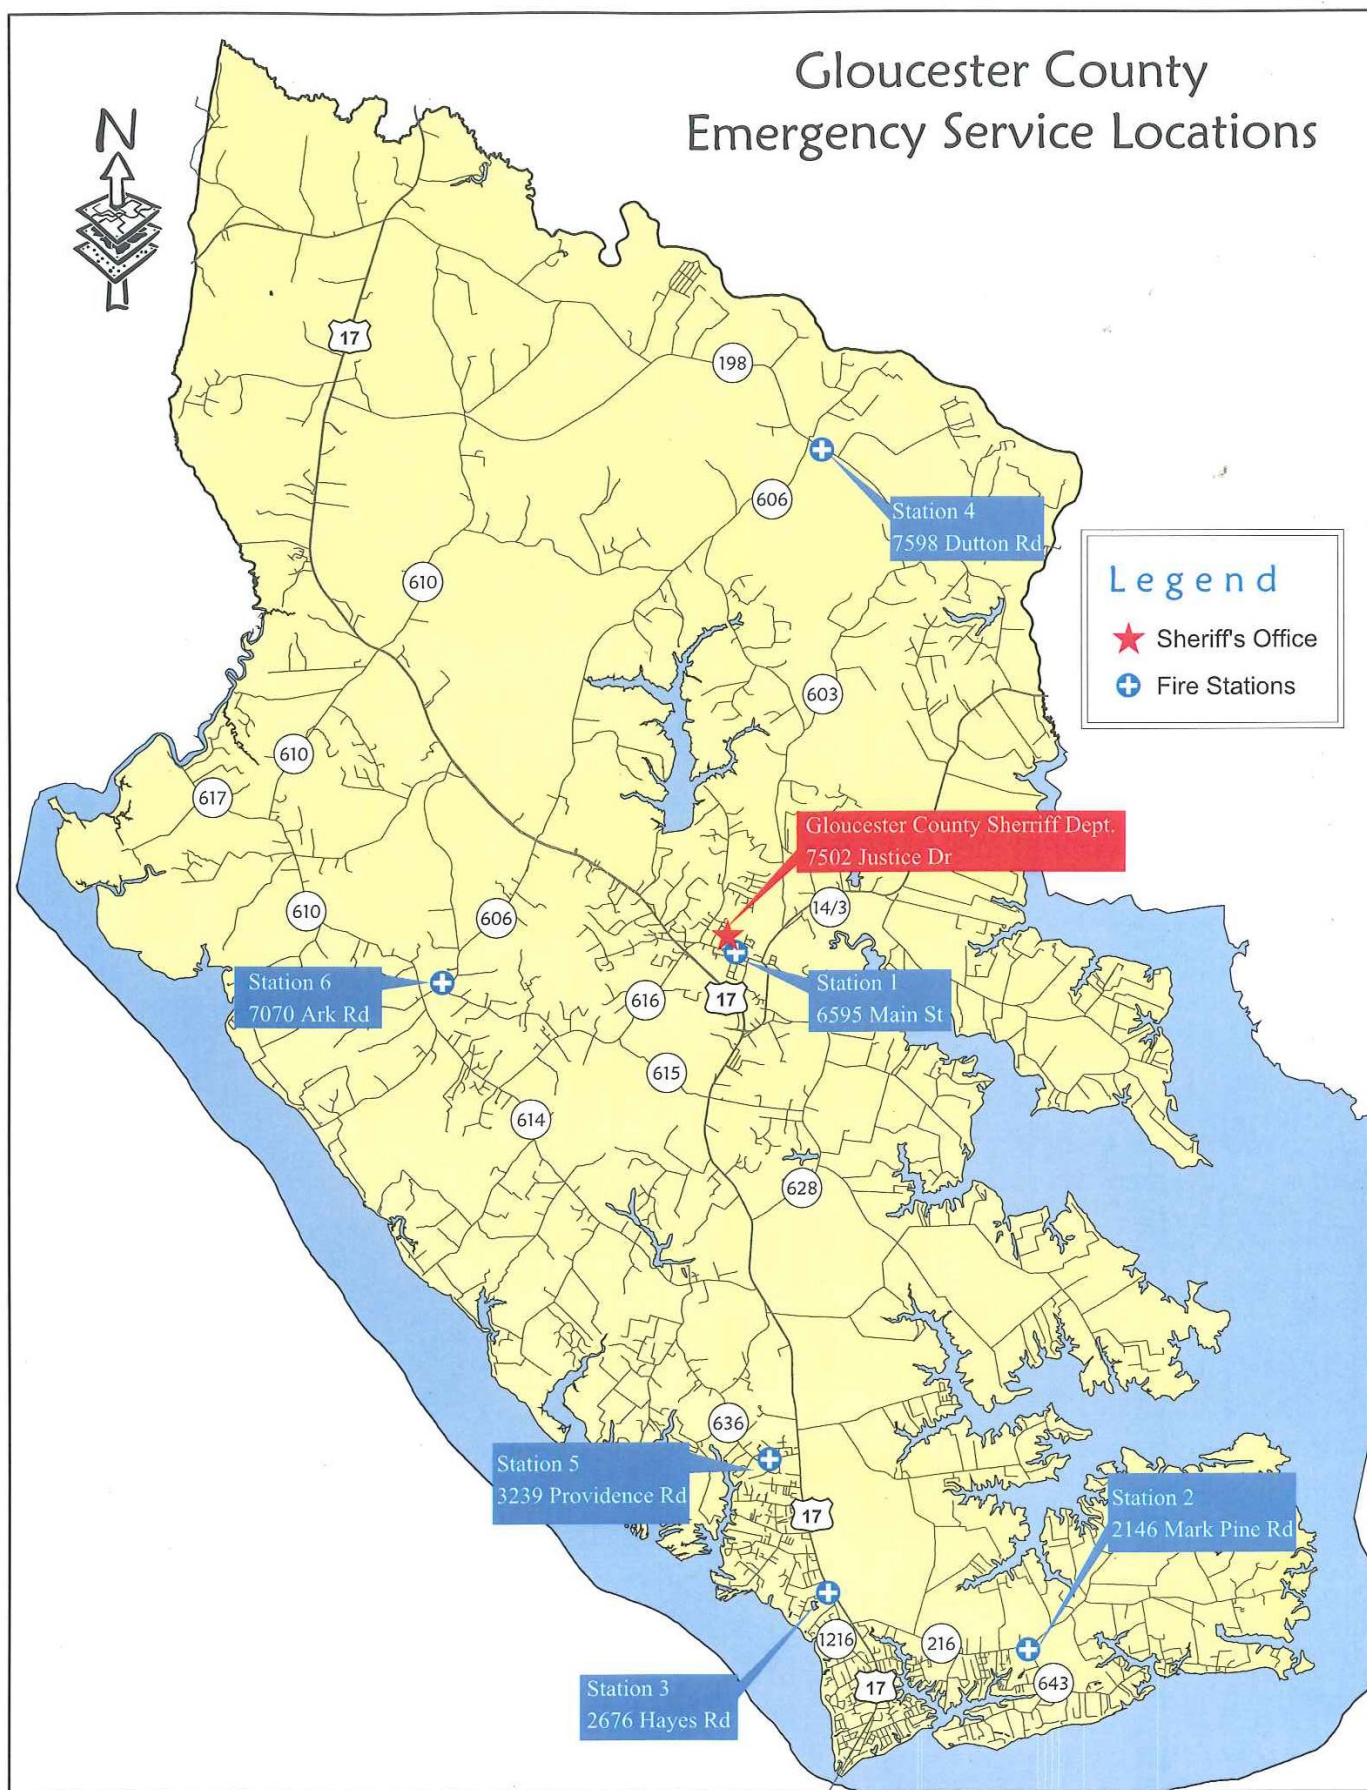 Gloucester County
Emergency Service Locations
N
17
198
606
Station 4
7598 Dutton Rd
610
Legend
Sheriff's Office
Fire Stations
603
610
617
Gloucester County Sherriff Dept.
7502 Justice Dr
610
606
14/3
Station 6
7070 Ark Rd
616
17
Station 1
6595 Main St
615
614
628
636
Station 5
3239 Providence Rd
17
Station 2
2146 Mark Pine Rd
1216
216
643
17
Station 3
2676 Hayes Rd